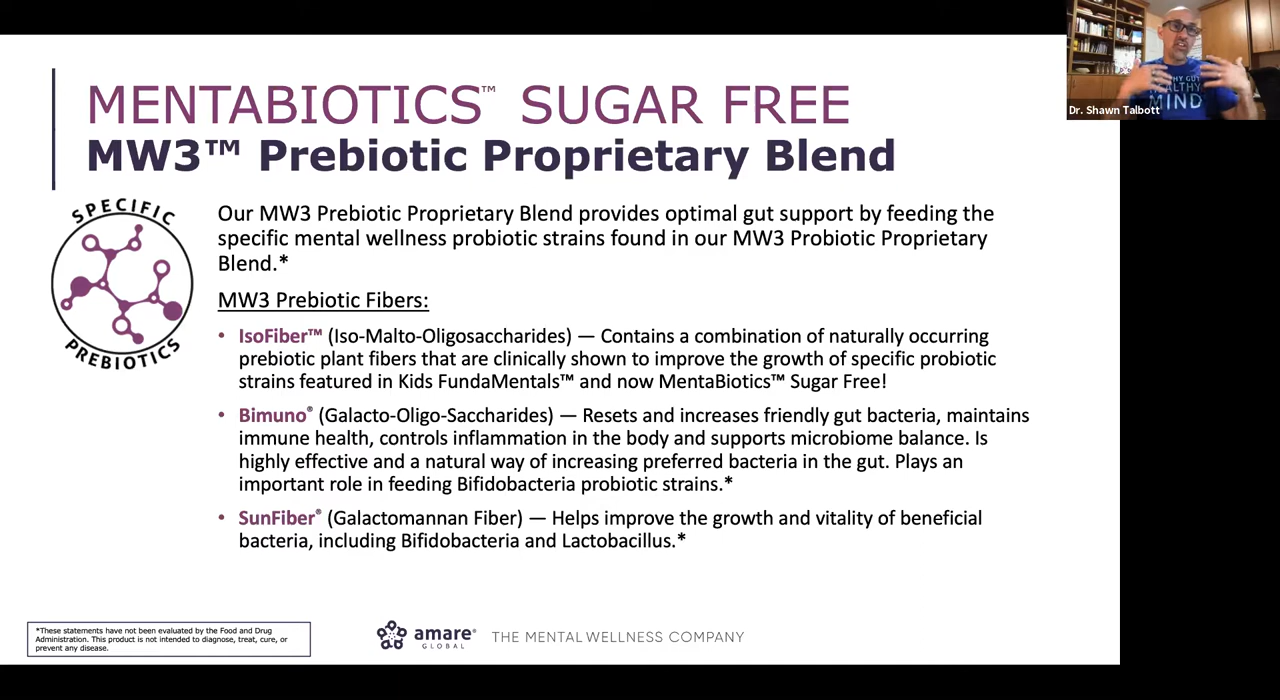 MENTABIOTICS™ SUGAR FREE
MW3™ Prebiotic Proprietary Blend
SPECIFIC
PREBIOTICS
Our MW3 Prebiotic Proprietary Blend provides optimal gut support by feeding the
specific mental wellness probiotic strains found in our MW3 Probiotic Proprietary
Blend.*
MW3 Prebiotic Fibers:
• IsoFiber™ (Iso-Malto-Oligosaccharides) — Contains a combination of naturally occurring
prebiotic plant fibers that are clinically shown to improve the growth of specific probiotic
strains featured in Kids FundaMentals™ and now MentaBiotics™ Sugar Free!
• Bimuno® (Galacto-Oligo-Saccharides) — Resets and increases friendly gut bacteria, maintains
immune health, controls inflammation in the body and supports microbiome balance. Is
highly effective and a natural way of increasing preferred bacteria in the gut. Plays an
important role in feeding Bifidobacteria probiotic strains.*
• SunFiber® (Galactomannan Fiber) — Helps improve the growth and vitality of beneficial
bacteria, including Bifidobacteria and Lactobacillus.*
*These statements have not been evaluated by the Food and Drug
Administration. This product is not intended to diagnose, treat, cure, or
prevent any disease.
amare®
GLOBAL
THE MENTAL WELLNESS COMPANY
GUT
HEALTHY
MIND
Dr. Shawn Talbott